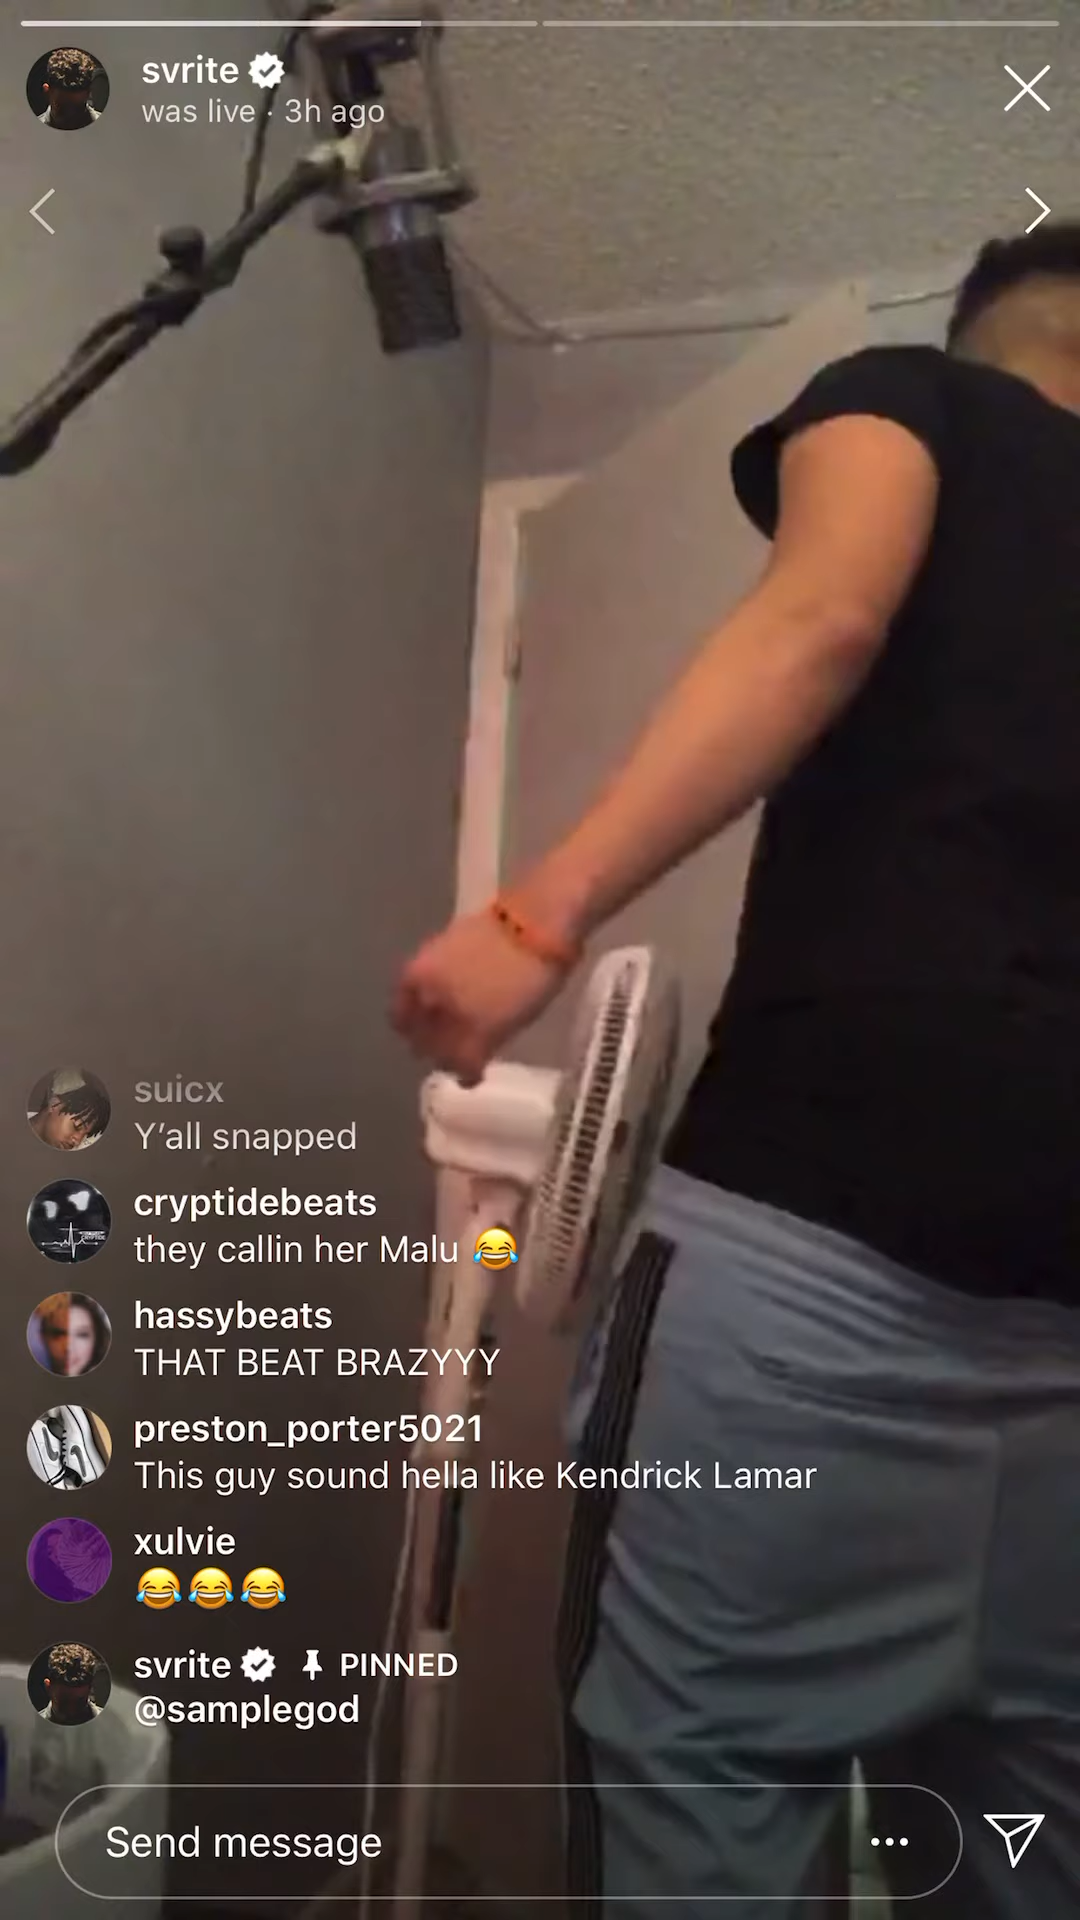 svrite
was live · 3h ago
suicx
Y’all snapped
cryptidebeats
they callin her Malu 😂
hassybeats
THAT BEAT BRAZYYY
preston_porter5021
This guy sound hella like Kendrick Lamar
xulvie
😂😂😂
svrite PINNED
@samplegod
Send message